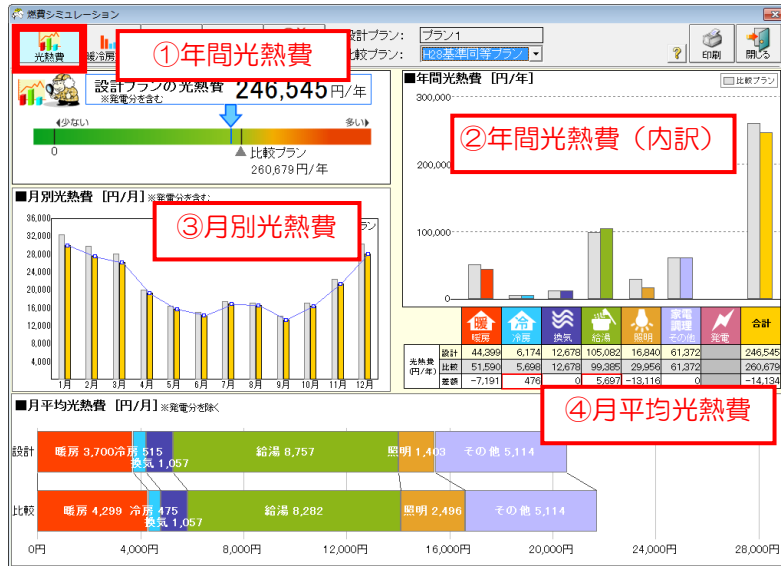 燃費シミュレーション
光熱費
設計プラン: プラン1
比較プラン: H28基準同等プラン
? 印刷 閉じる
①年間光熱費
設計プランの光熱費 246,545円/年
※発電分を含む
少ない 多い
0
比較プラン
260,679円/年
■年間光熱費 [円/年]
比較プラン
300,000
200,000
100,000
0
②年間光熱費（内訳）
暖 冷 家電
暖房 冷房 換気 給湯 照明 調理 その他 発電 合計
光熱費
(円/年)
設計 44,399 6,174 12,678 105,082 16,840 61,372 246,545
比較 51,590 5,698 12,678 99,385 29,956 61,372 260,679
差額 -7,191 476 0 5,697 -13,116 0 -14,134
■月別光熱費 [円/月] ※発電分を含む
③月別光熱費
36,000
32,000
28,000
24,000
20,000
16,000
12,000
8,000
4,000
1月 2月 3月 4月 5月 6月 7月 8月 9月 10月 11月 12月
④月平均光熱費
■月平均光熱費 [円/月] ※発電分を除く
設計 暖房 3,700 冷房 515 換気 1,057 給湯 8,757 照明 1,403 その他 5,114
比較 暖房 4,299 冷房 475 換気 1,057 給湯 8,282 照明 2,496 その他 5,114
0円 4,000円 8,000円 12,000円 16,000円 20,000円 24,000円 28,000円